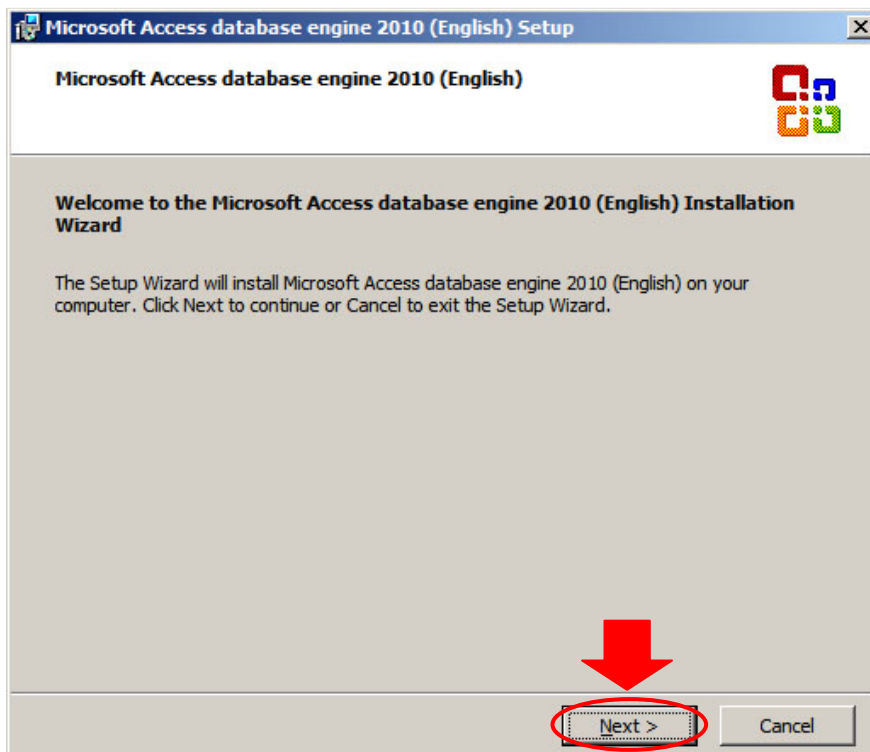 Microsoft Access database engine 2010 (English) Setup
Microsoft Access database engine 2010 (English)
Welcome to the Microsoft Access database engine 2010 (English) Installation
Wizard
The Setup Wizard will install Microsoft Access database engine 2010 (English) on your
computer. Click Next to continue or Cancel to exit the Setup Wizard.
Next >
Cancel